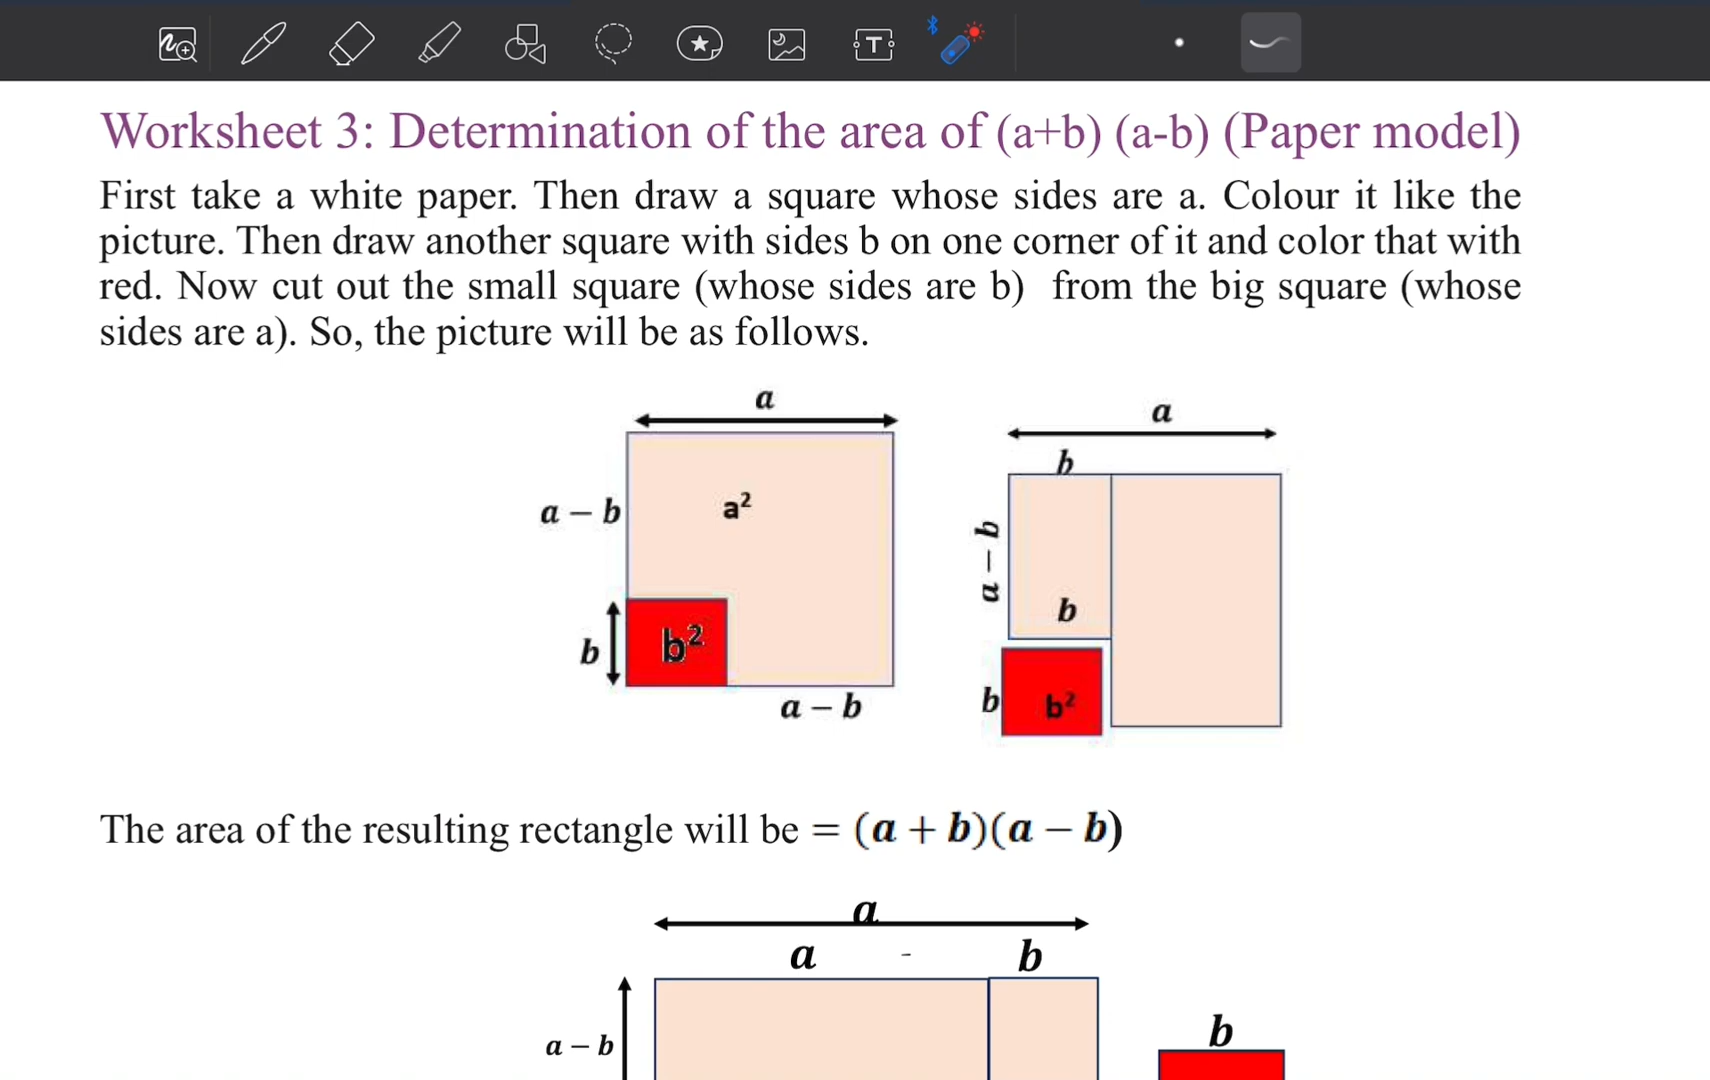 Worksheet 3: Determination of the area of (a+b) (a-b) (Paper model)
First take a white paper. Then draw a square whose sides are a. Colour it like the
picture. Then draw another square with sides b on one corner of it and color that with
red. Now cut out the small square (whose sides are b) from the big square (whose
sides are a). So, the picture will be as follows.
a
a − b
a²
b
b²
a − b
a
b
a − b
b
b
b²
The area of the resulting rectangle will be = (a + b)(a − b)
a
a - b
a − b
b